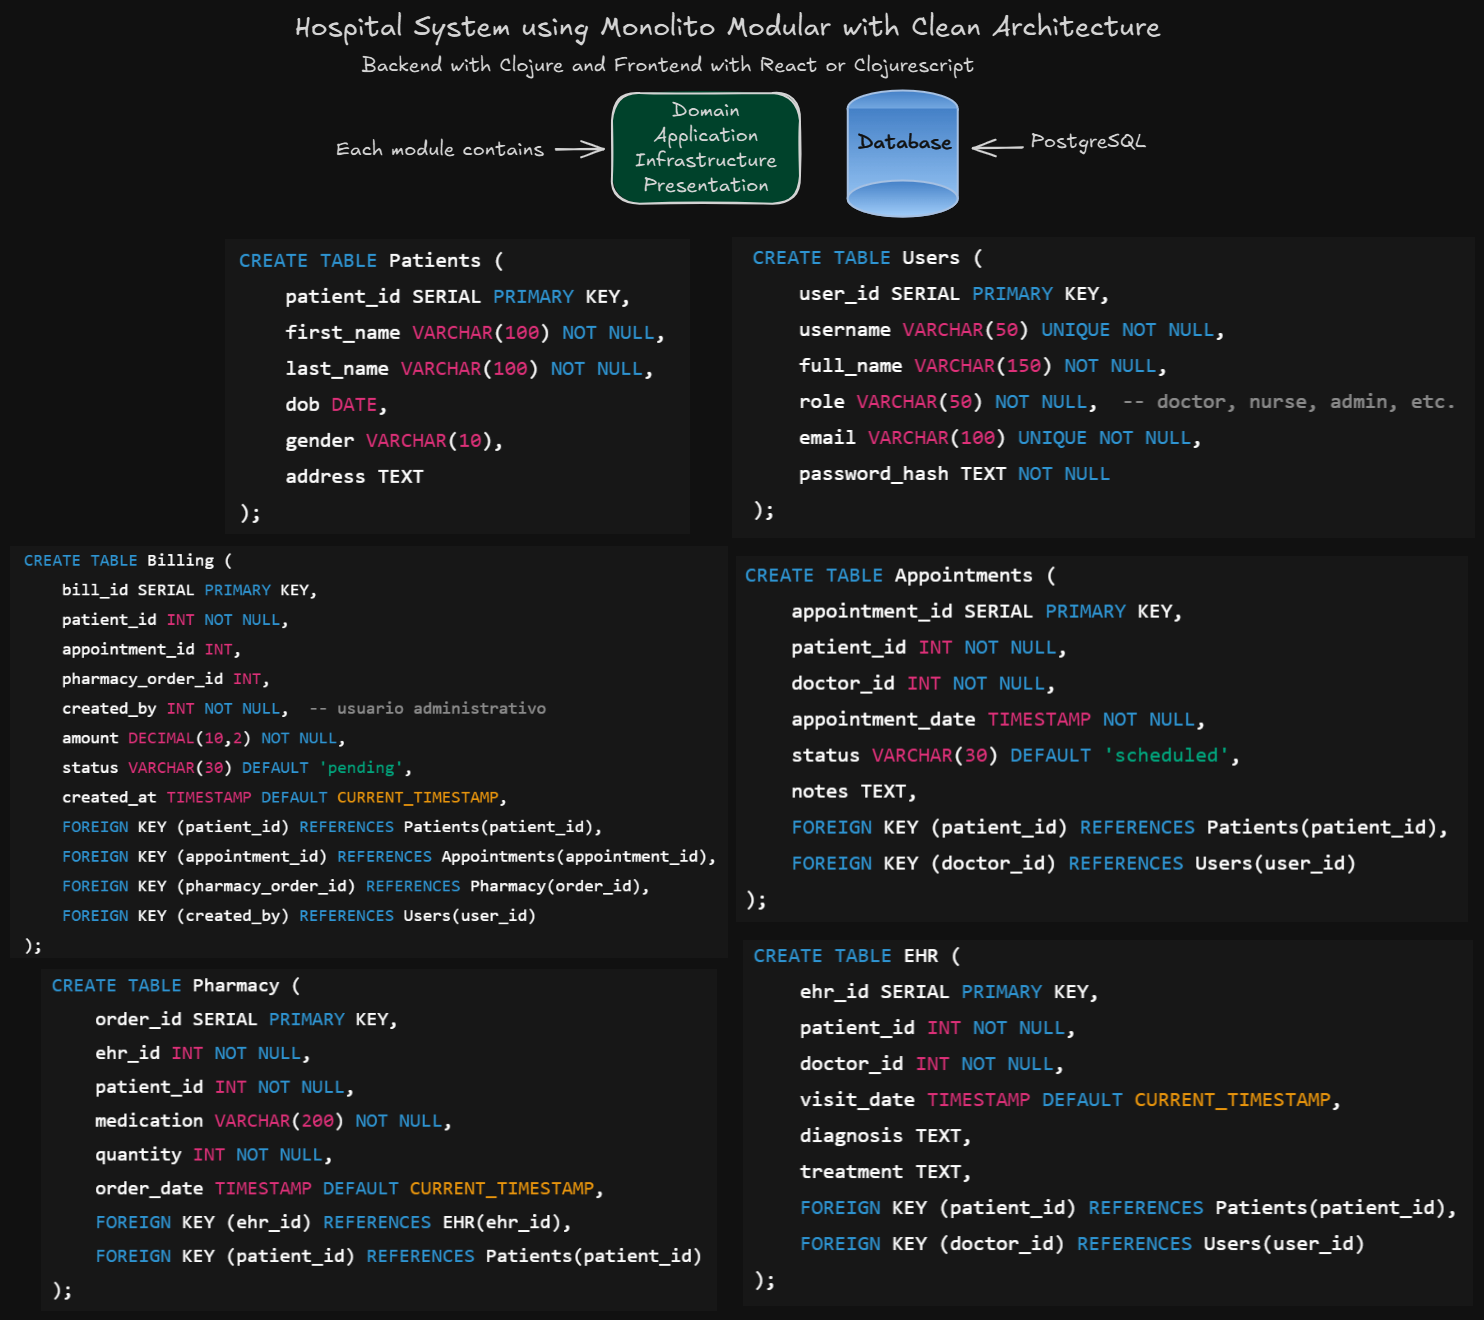 Hospital System using Monolito Modular with Clean Architecture
Backend with Clojure and Frontend with React or Clojurescript
Each module contains
Domain
Application
Infrastructure
Presentation
Database
PostgreSQL
CREATE TABLE Patients (
    patient_id SERIAL PRIMARY KEY,
    first_name VARCHAR(100) NOT NULL,
    last_name VARCHAR(100) NOT NULL,
    dob DATE,
    gender VARCHAR(10),
    address TEXT
);
CREATE TABLE Users (
    user_id SERIAL PRIMARY KEY,
    username VARCHAR(50) UNIQUE NOT NULL,
    full_name VARCHAR(150) NOT NULL,
    role VARCHAR(50) NOT NULL,  -- doctor, nurse, admin, etc.
    email VARCHAR(100) UNIQUE NOT NULL,
    password_hash TEXT NOT NULL
);
CREATE TABLE Billing (
    bill_id SERIAL PRIMARY KEY,
    patient_id INT NOT NULL,
    appointment_id INT,
    pharmacy_order_id INT,
    created_by INT NOT NULL,  -- usuario administrativo
    amount DECIMAL(10,2) NOT NULL,
    status VARCHAR(30) DEFAULT 'pending',
    created_at TIMESTAMP DEFAULT CURRENT_TIMESTAMP,
    FOREIGN KEY (patient_id) REFERENCES Patients(patient_id),
    FOREIGN KEY (appointment_id) REFERENCES Appointments(appointment_id),
    FOREIGN KEY (pharmacy_order_id) REFERENCES Pharmacy(order_id),
    FOREIGN KEY (created_by) REFERENCES Users(user_id)
);
CREATE TABLE Appointments (
    appointment_id SERIAL PRIMARY KEY,
    patient_id INT NOT NULL,
    doctor_id INT NOT NULL,
    appointment_date TIMESTAMP NOT NULL,
    status VARCHAR(30) DEFAULT 'scheduled',
    notes TEXT,
    FOREIGN KEY (patient_id) REFERENCES Patients(patient_id),
    FOREIGN KEY (doctor_id) REFERENCES Users(user_id)
);
CREATE TABLE Pharmacy (
    order_id SERIAL PRIMARY KEY,
    ehr_id INT NOT NULL,
    patient_id INT NOT NULL,
    medication VARCHAR(200) NOT NULL,
    quantity INT NOT NULL,
    order_date TIMESTAMP DEFAULT CURRENT_TIMESTAMP,
    FOREIGN KEY (ehr_id) REFERENCES EHR(ehr_id),
    FOREIGN KEY (patient_id) REFERENCES Patients(patient_id)
);
CREATE TABLE EHR (
    ehr_id SERIAL PRIMARY KEY,
    patient_id INT NOT NULL,
    doctor_id INT NOT NULL,
    visit_date TIMESTAMP DEFAULT CURRENT_TIMESTAMP,
    diagnosis TEXT,
    treatment TEXT,
    FOREIGN KEY (patient_id) REFERENCES Patients(patient_id),
    FOREIGN KEY (doctor_id) REFERENCES Users(user_id)
);